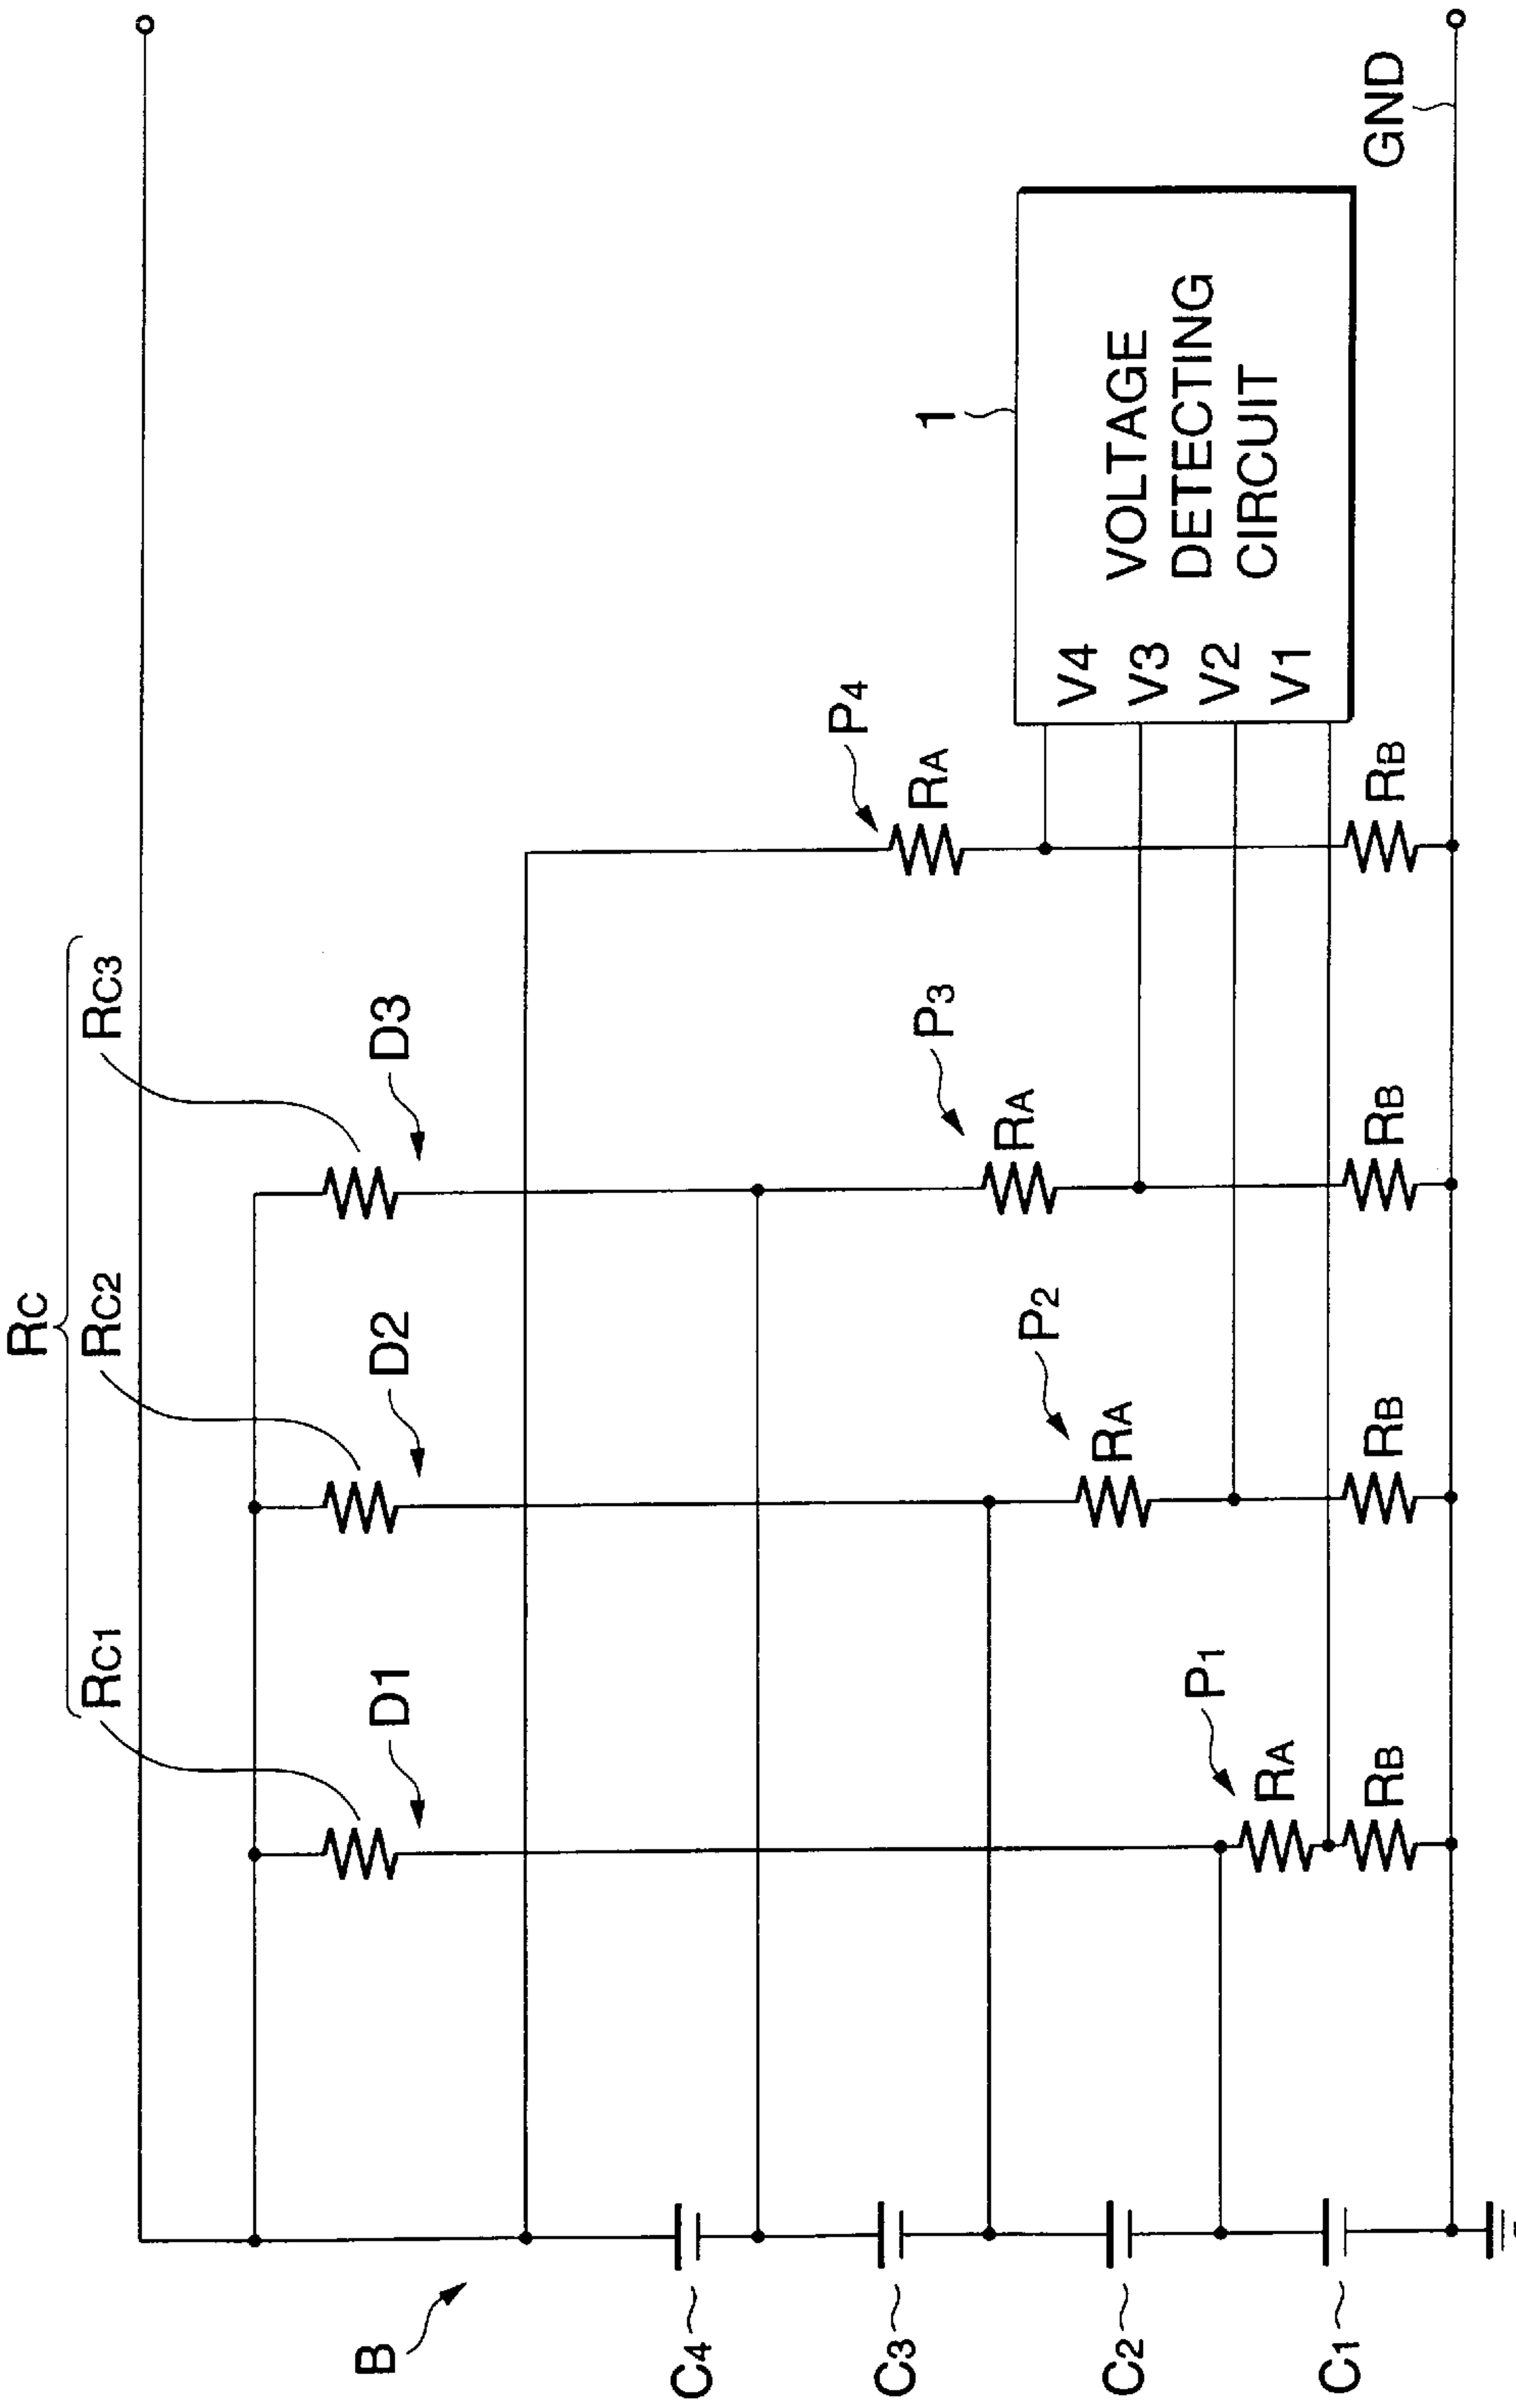 RC
RC1
RC2
RC3
D1
D2
D3
B
P4
RA
P3
RA
P2
RA
P1
RA
1
VOLTAGE
DETECTING
CIRCUIT
V4
V3
V2
V1
C4
C3
C2
C1
RB
RB
RB
RB
GND